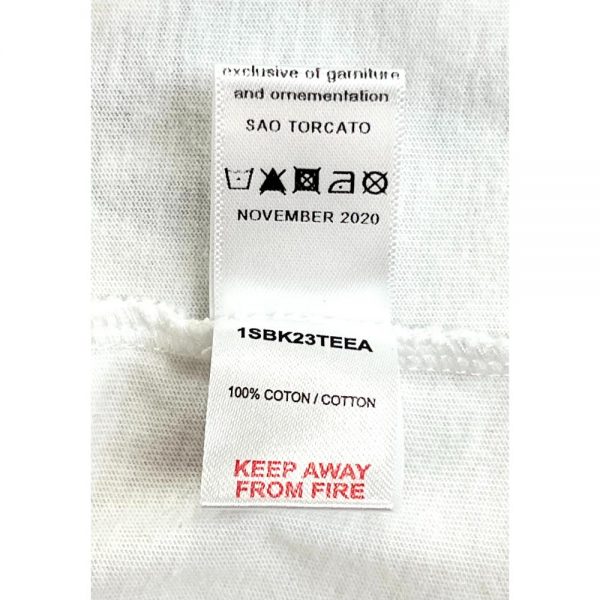 exclusive of garniture
and ornementation
SAO TORCATO
NOVEMBER 2020
1SBK23TEEA
100% COTON / COTTON
KEEP AWAY
FROM FIRE